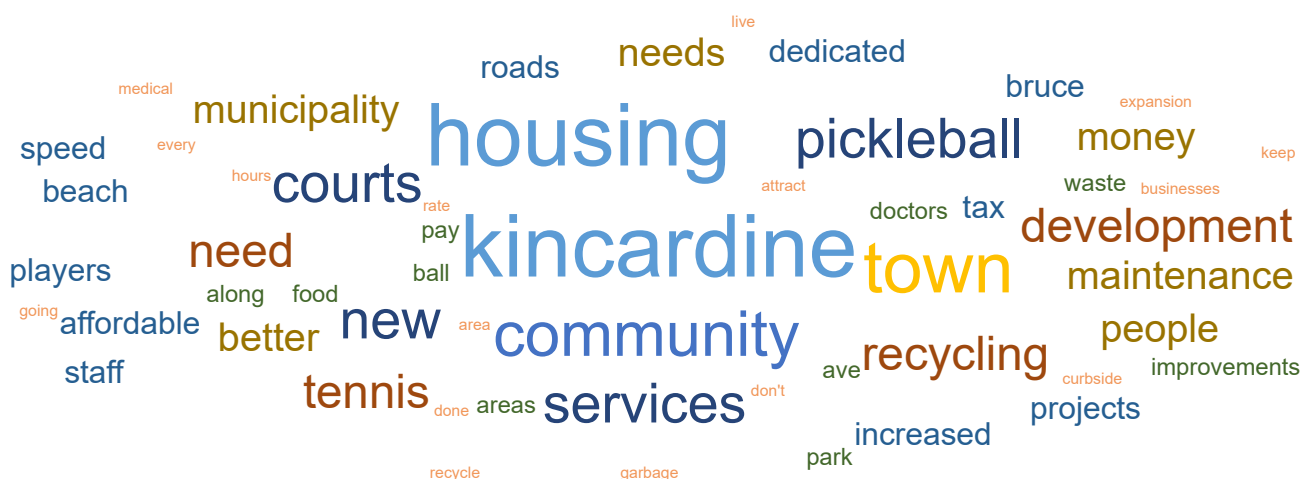 live
needs
dedicated
roads
bruce
medical
municipality
housing
pickleball
expansion
money
speed
every
keep
beach
hours
courts
attract
waste
businesses
rate
doctors
tax
development
pay
kincardine
town
need
players
ball
maintenance
along
food
going
affordable
better
new
area
community
people
recycling
improvements
staff
ave
curbside
tennis
done
areas
services
don't
projects
increased
park
recycle
garbage